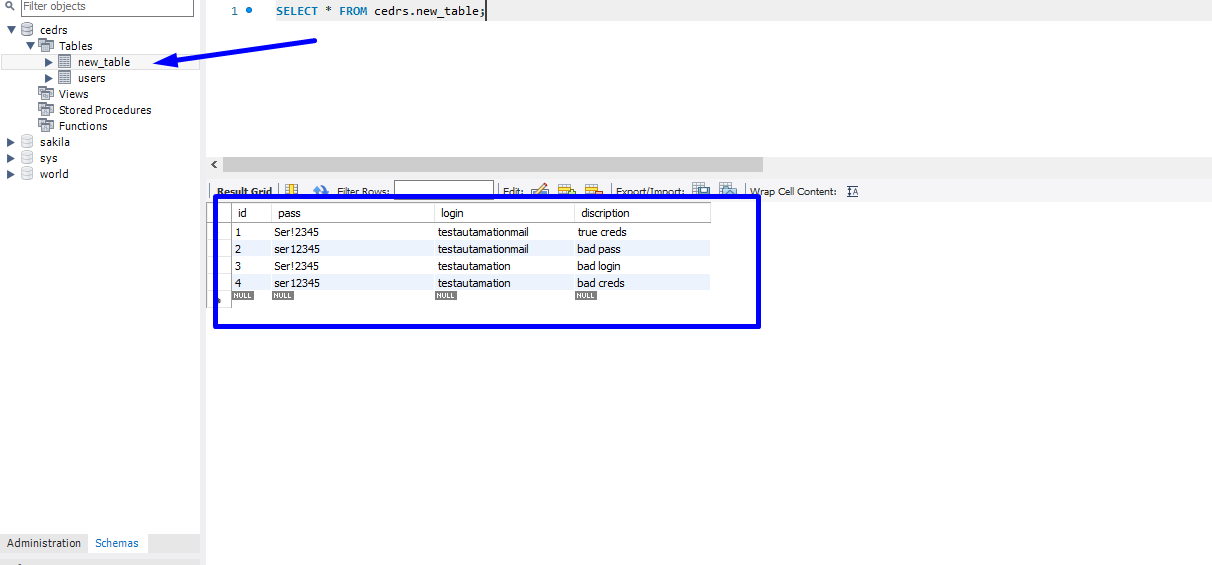 Filter objects
cedrs
Tables
new_table
users
Views
Stored Procedures
Functions
sakila
sys
world
Administration Schemas
1 SELECT * FROM cedrs.new_table;
Result Grid Filter Rows: Edit: Export/Import: Wrap Cell Content:
id pass login discription
1 Ser!2345 testautamationmail true creds
2 ser12345 testautamationmail bad pass
3 Ser!2345 testautamation bad login
4 ser12345 testautamation bad creds
NULL NULL NULL NULL